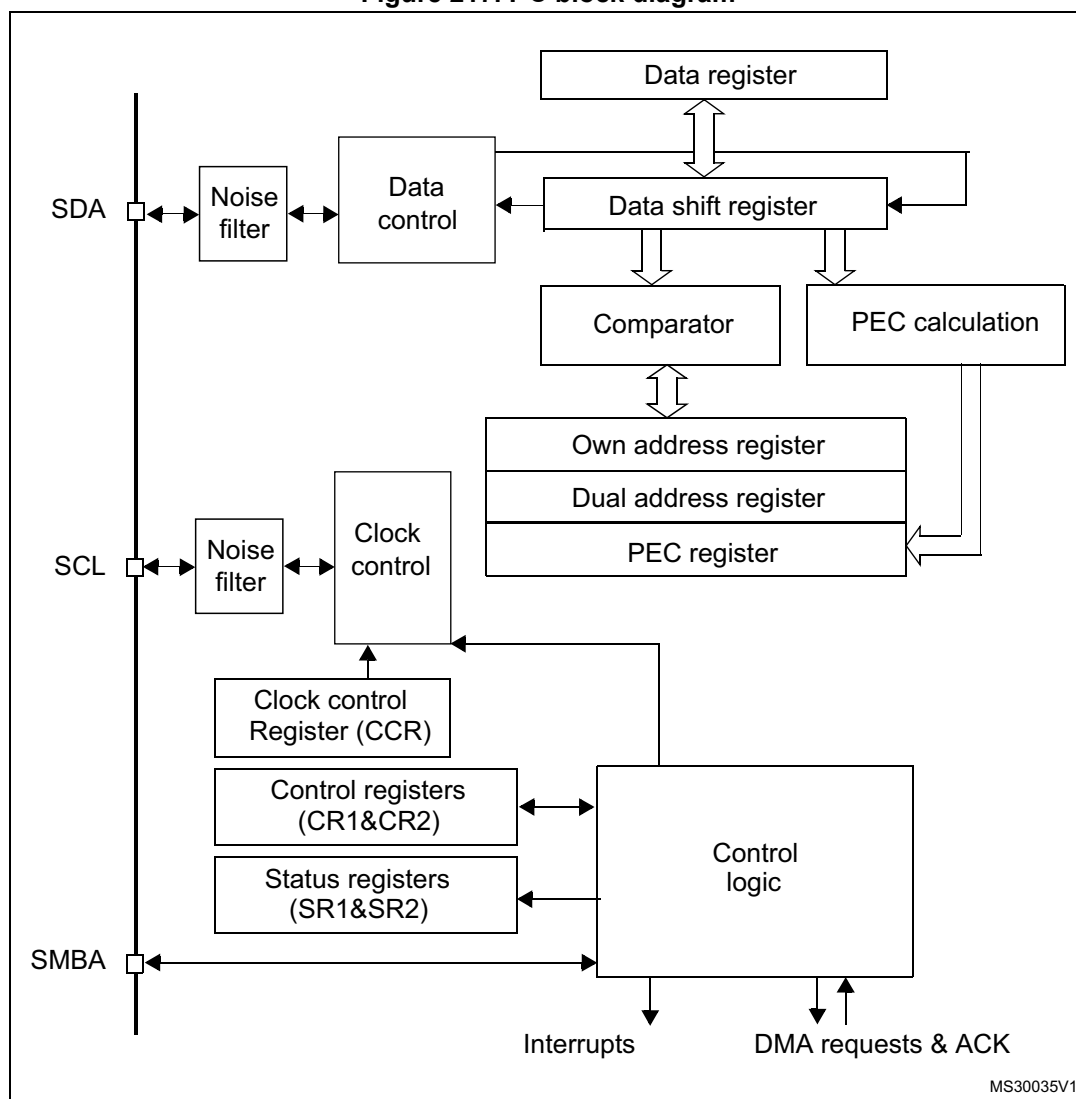 Data register
SDA
Noise
filter
Data
control
Data shift register
Comparator
PEC calculation
Own address register
Dual address register
PEC register
SCL
Noise
filter
Clock
control
Clock control
Register (CCR)
Control registers
(CR1&CR2)
Status registers
(SR1&SR2)
Control
logic
SMBA
Interrupts
DMA requests & ACK
MS30035V1